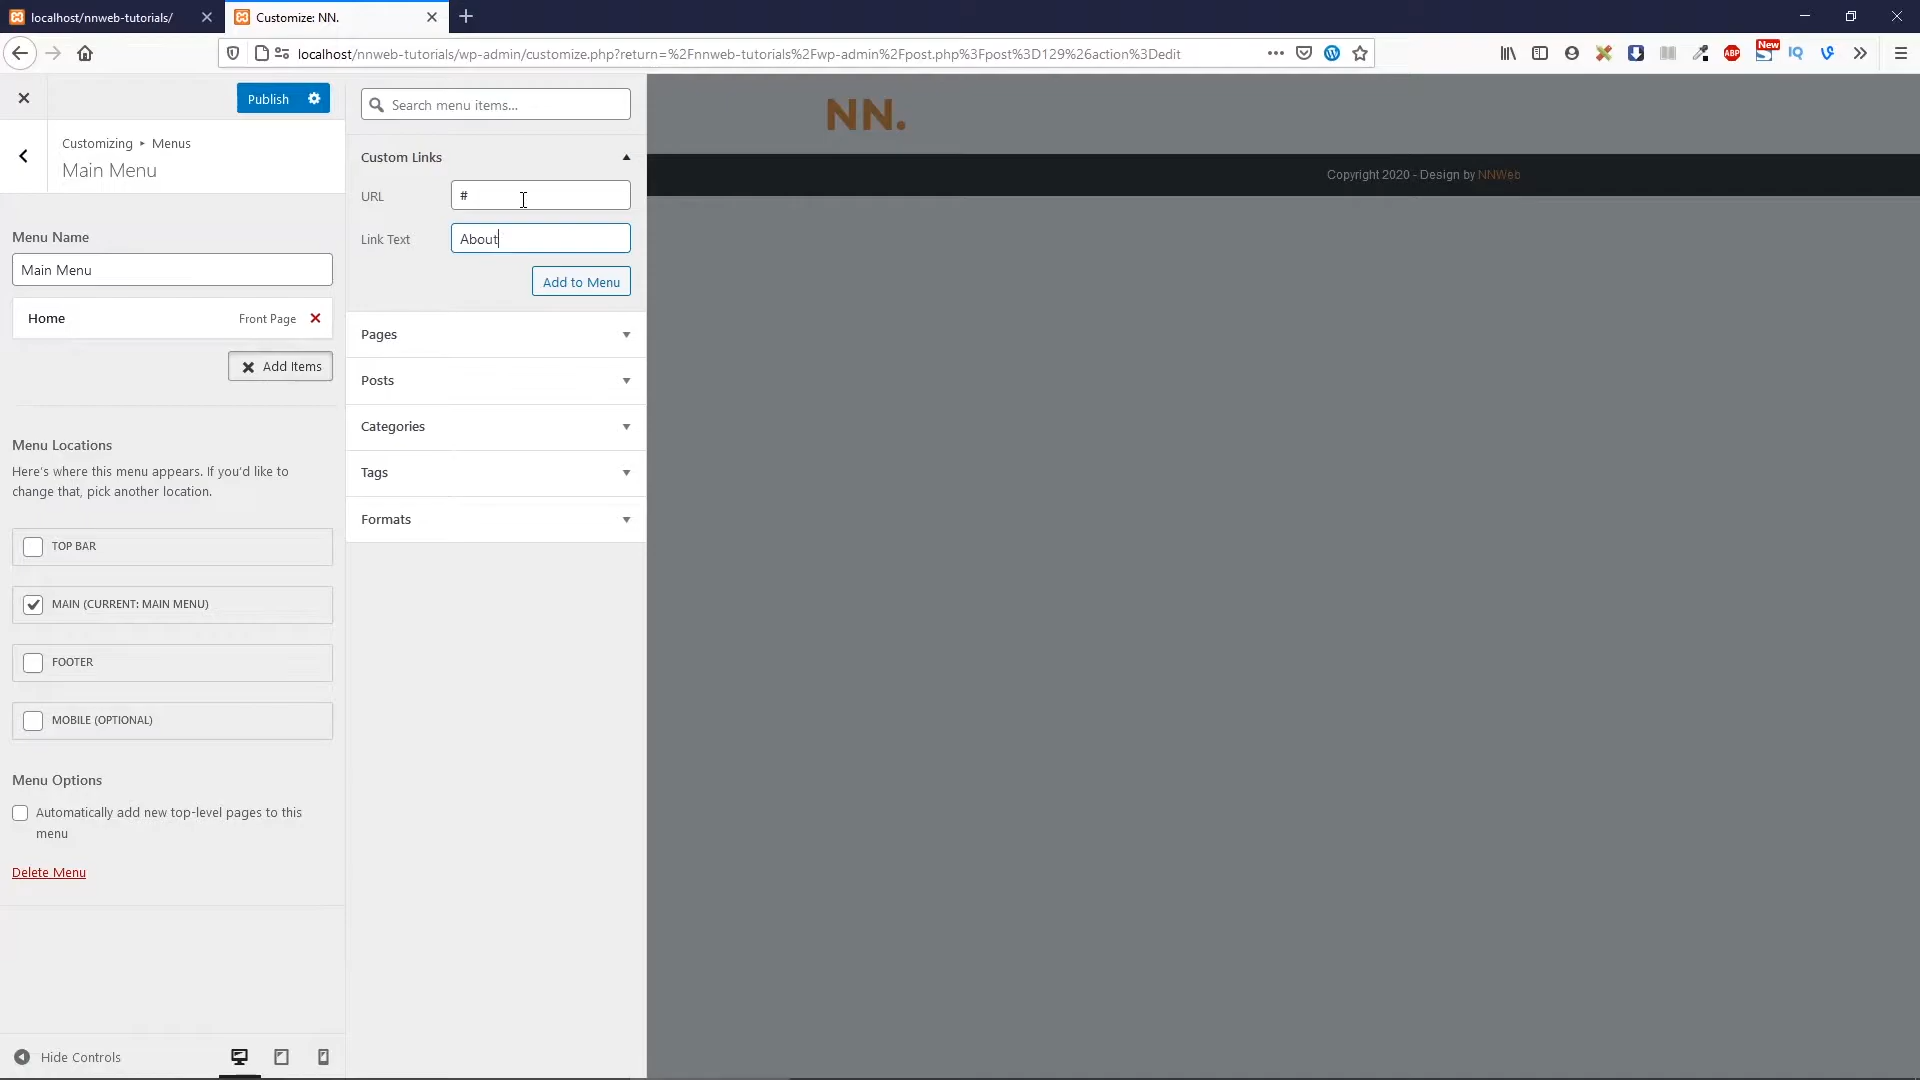 localhost/nnweb-tutorials/
Customize: NN.
localhost/nnweb-tutorials/wp-admin/customize.php?return=%2Fnnweb-tutorials%2Fwp-admin%2Fpost.php%3Fpost%3D129%26action%3Dedit
New
ABP
IQ
Publish
Customizing ▸ Menus
Main Menu
Menu Name
Main Menu
Home
Front Page
Add Items
Menu Locations
Here's where this menu appears. If you'd like to
change that, pick another location.
TOP BAR
MAIN (CURRENT: MAIN MENU)
FOOTER
MOBILE (OPTIONAL)
Menu Options
Automatically add new top-level pages to this
menu
Delete Menu
Hide Controls
Search menu items...
Custom Links
URL
#
Link Text
About
Add to Menu
Pages
Posts
Categories
Tags
Formats
NN.
Copyright 2020 - Design by NNWeb